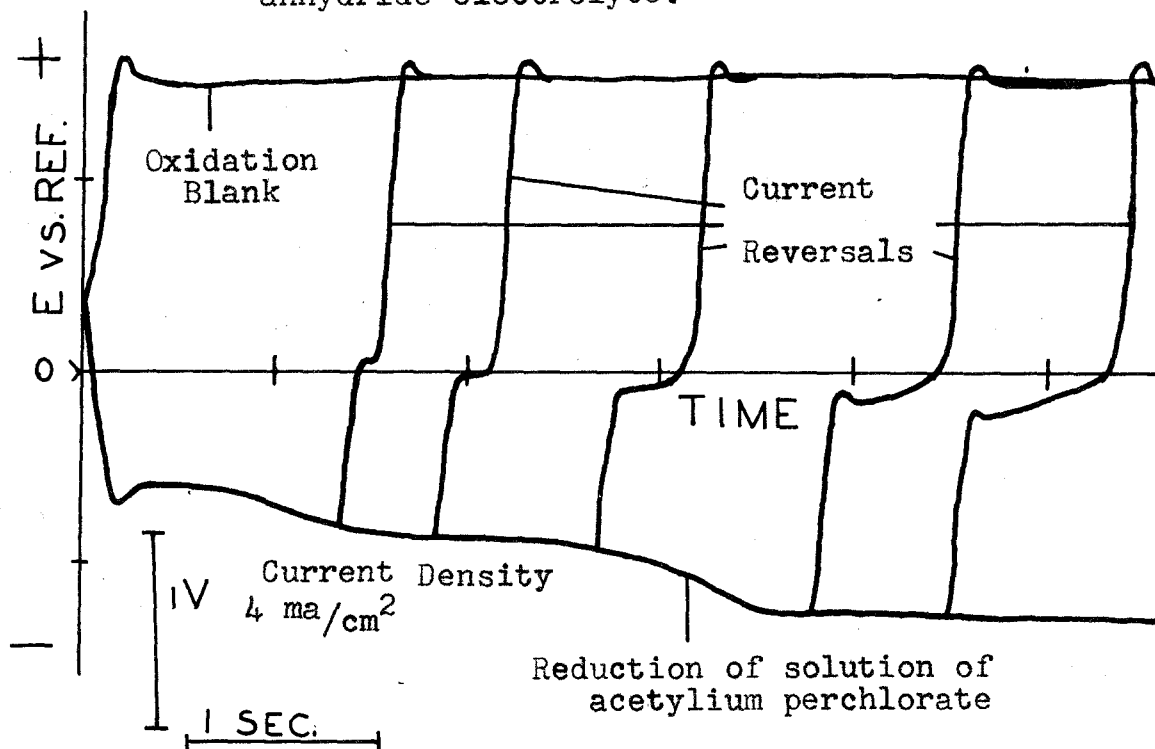 anhydride electrolyte.
+
Oxidation
Blank
E vs. REF.
Current
Reversals
0
TIME
Current Density
4 ma/cm²
1V
−
Reduction of solution of
acetylium perchlorate
1 SEC.